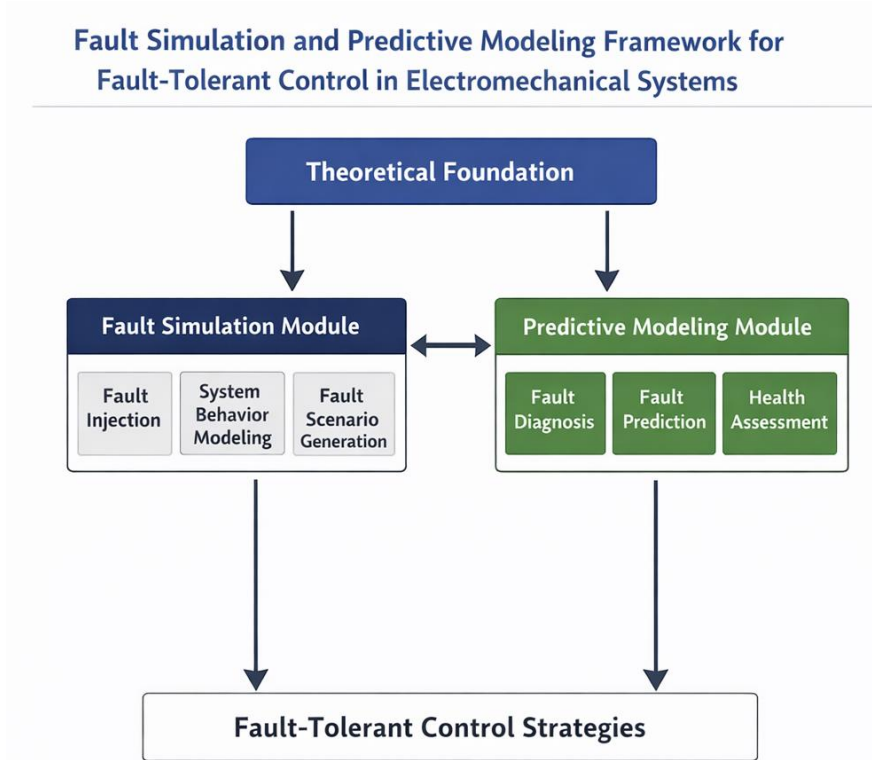 Fault Simulation and Predictive Modeling Framework for
Fault-Tolerant Control in Electromechanical Systems
Theoretical Foundation
Fault Simulation Module
Fault
Injection
System
Behavior
Modeling
Fault
Scenario
Generation
Predictive Modeling Module
Fault
Diagnosis
Fault
Prediction
Health
Assessment
Fault-Tolerant Control Strategies